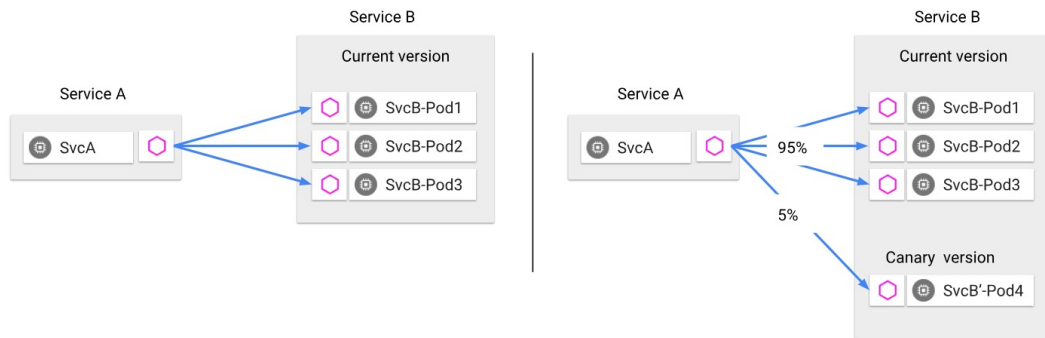 Service B
Current version
Service A
SvcB-Pod1
SvcA
SvcB-Pod2
SvcB-Pod3
Service B
Current version
Service A
SvcB-Pod1
SvcA
95%
SvcB-Pod2
SvcB-Pod3
5%
Canary version
SvcB'-Pod4